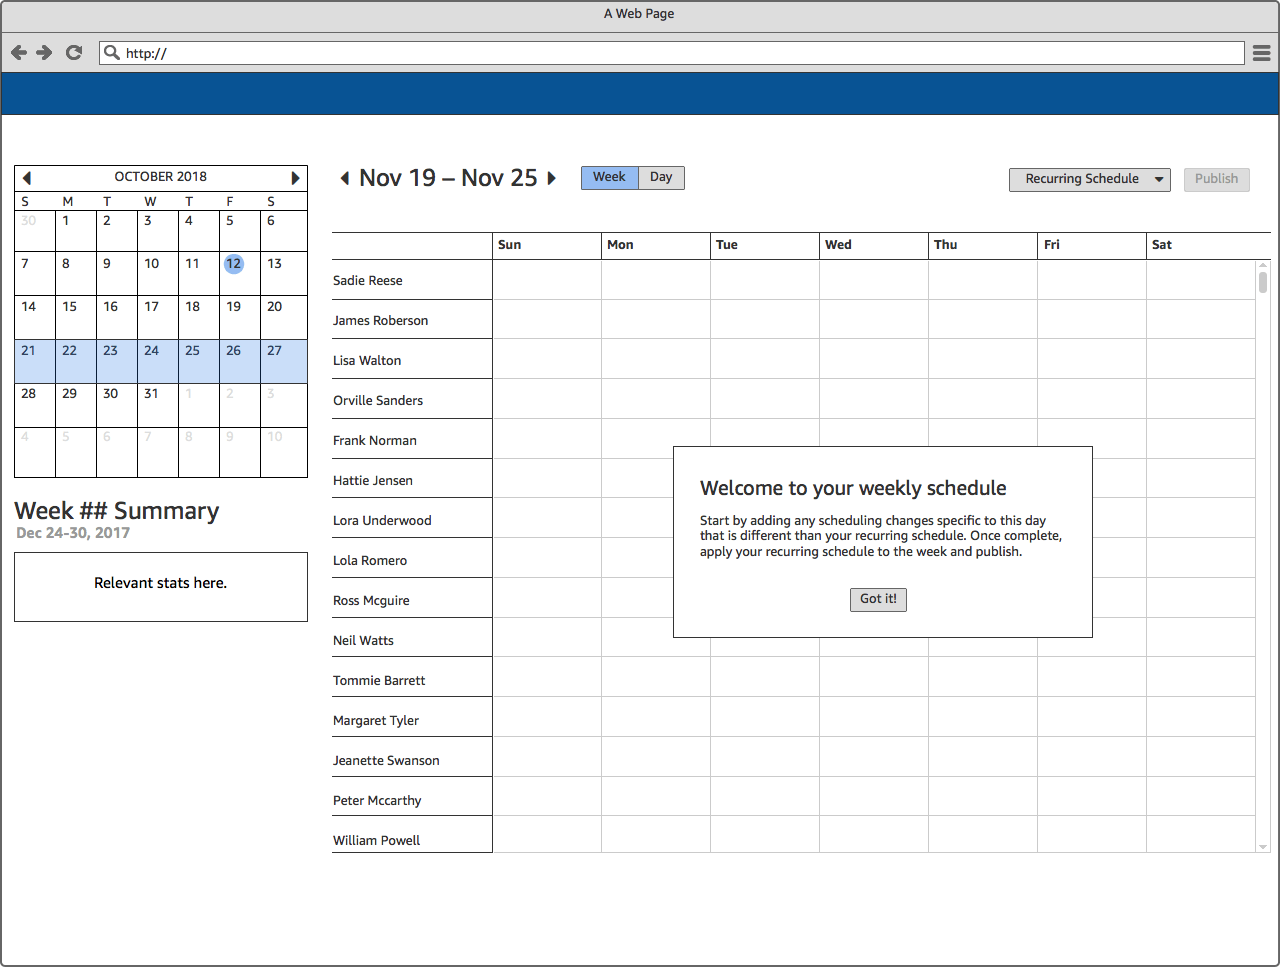 A Web Page
http://
OCTOBER 2018
S M T W T F S
30 1 2 3 4 5 6
7 8 9 10 11 12 13
14 15 16 17 18 19 20
21 22 23 24 25 26 27
28 29 30 31 1 2 3
4 5 6 7 8 9 10
Week ## Summary
Dec 24-30, 2017
Relevant stats here.
Nov 19 – Nov 25
Week Day
Recurring Schedule
Publish
Sun Mon Tue Wed Thu Fri Sat
Sadie Reese
James Roberson
Lisa Walton
Orville Sanders
Frank Norman
Hattie Jensen
Lora Underwood
Lola Romero
Ross Mcguire
Neil Watts
Tommie Barrett
Margaret Tyler
Jeanette Swanson
Peter Mccarthy
William Powell
Welcome to your weekly schedule
Start by adding any scheduling changes specific to this day
that is different than your recurring schedule. Once complete,
apply your recurring schedule to the week and publish.
Got it!